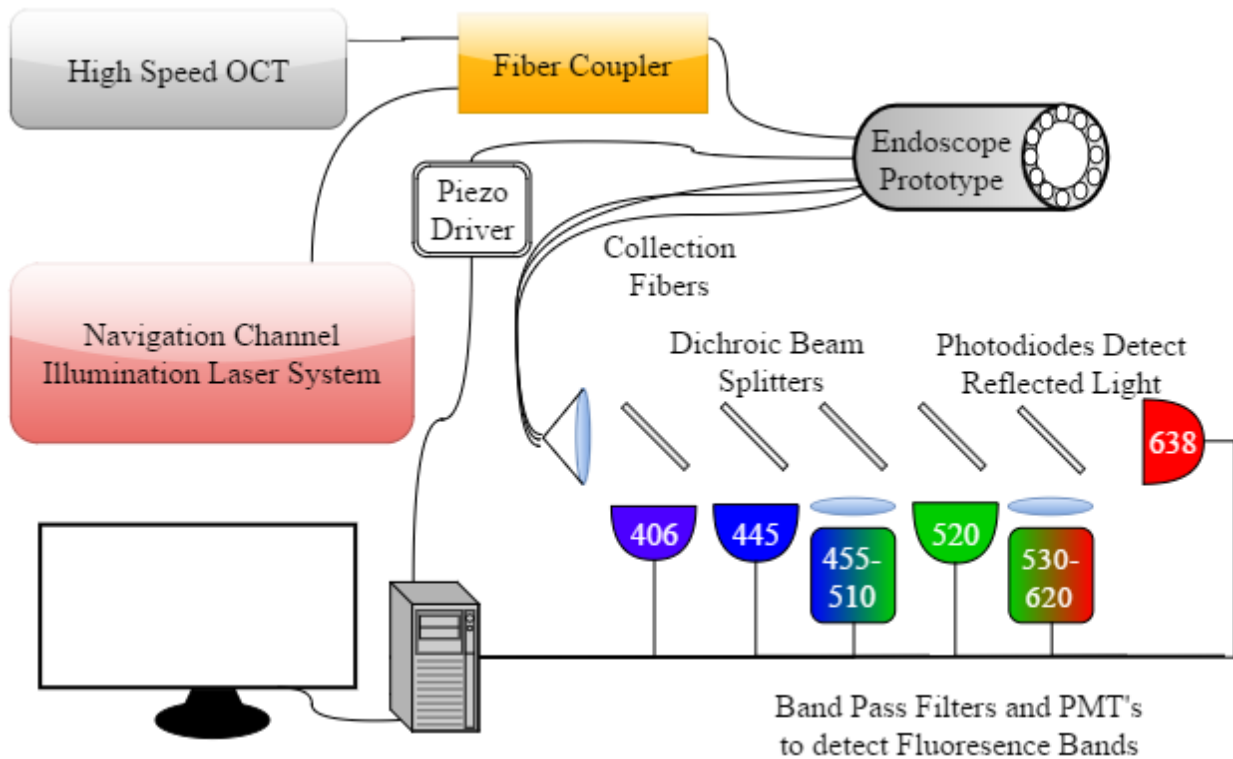 High Speed OCT
Fiber Coupler
Endoscope
Prototype
Piezo
Driver
Collection
Fibers
Navigation Channel
Illumination Laser System
Dichroic Beam
Splitters
Photodiodes Detect
Reflected Light
638
406
445
455-
510
520
530-
620
Band Pass Filters and PMT's
to detect Fluoresence Bands